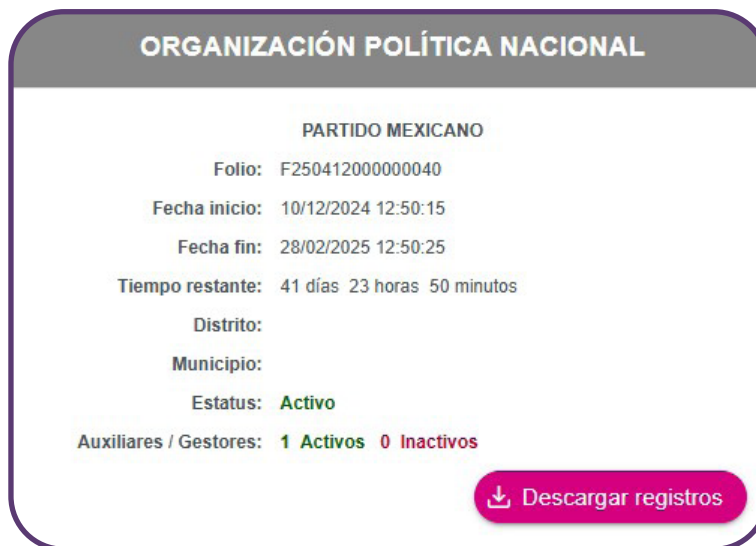 ORGANIZACIÓN POLÍTICA NACIONAL
PARTIDO MEXICANO
Folio: F250412000000040
Fecha inicio: 10/12/2024 12:50:15
Fecha fin: 28/02/2025 12:50:25
Tiempo restante: 41 días 23 horas 50 minutos
Distrito:
Municipio:
Estatus: Activo
Auxiliares / Gestores: 1 Activos 0 Inactivos
Descargar registros